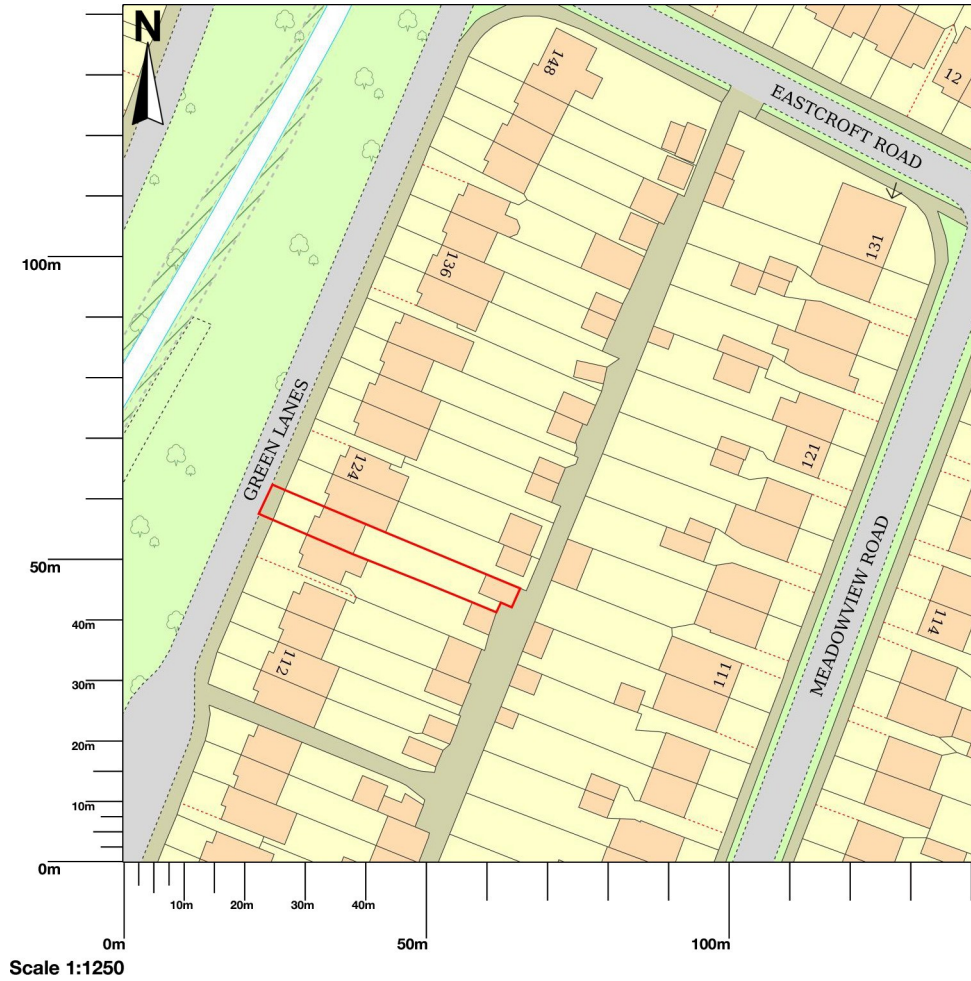 N
148
12
EASTCROFT ROAD
131
136
100m
GREEN LANES
124
121
50m
MEADOWVIEW ROAD
40m
114
112
111
30m
20m
10m
0m
10m
20m
30m
40m
0m
50m
100m
Scale 1:1250